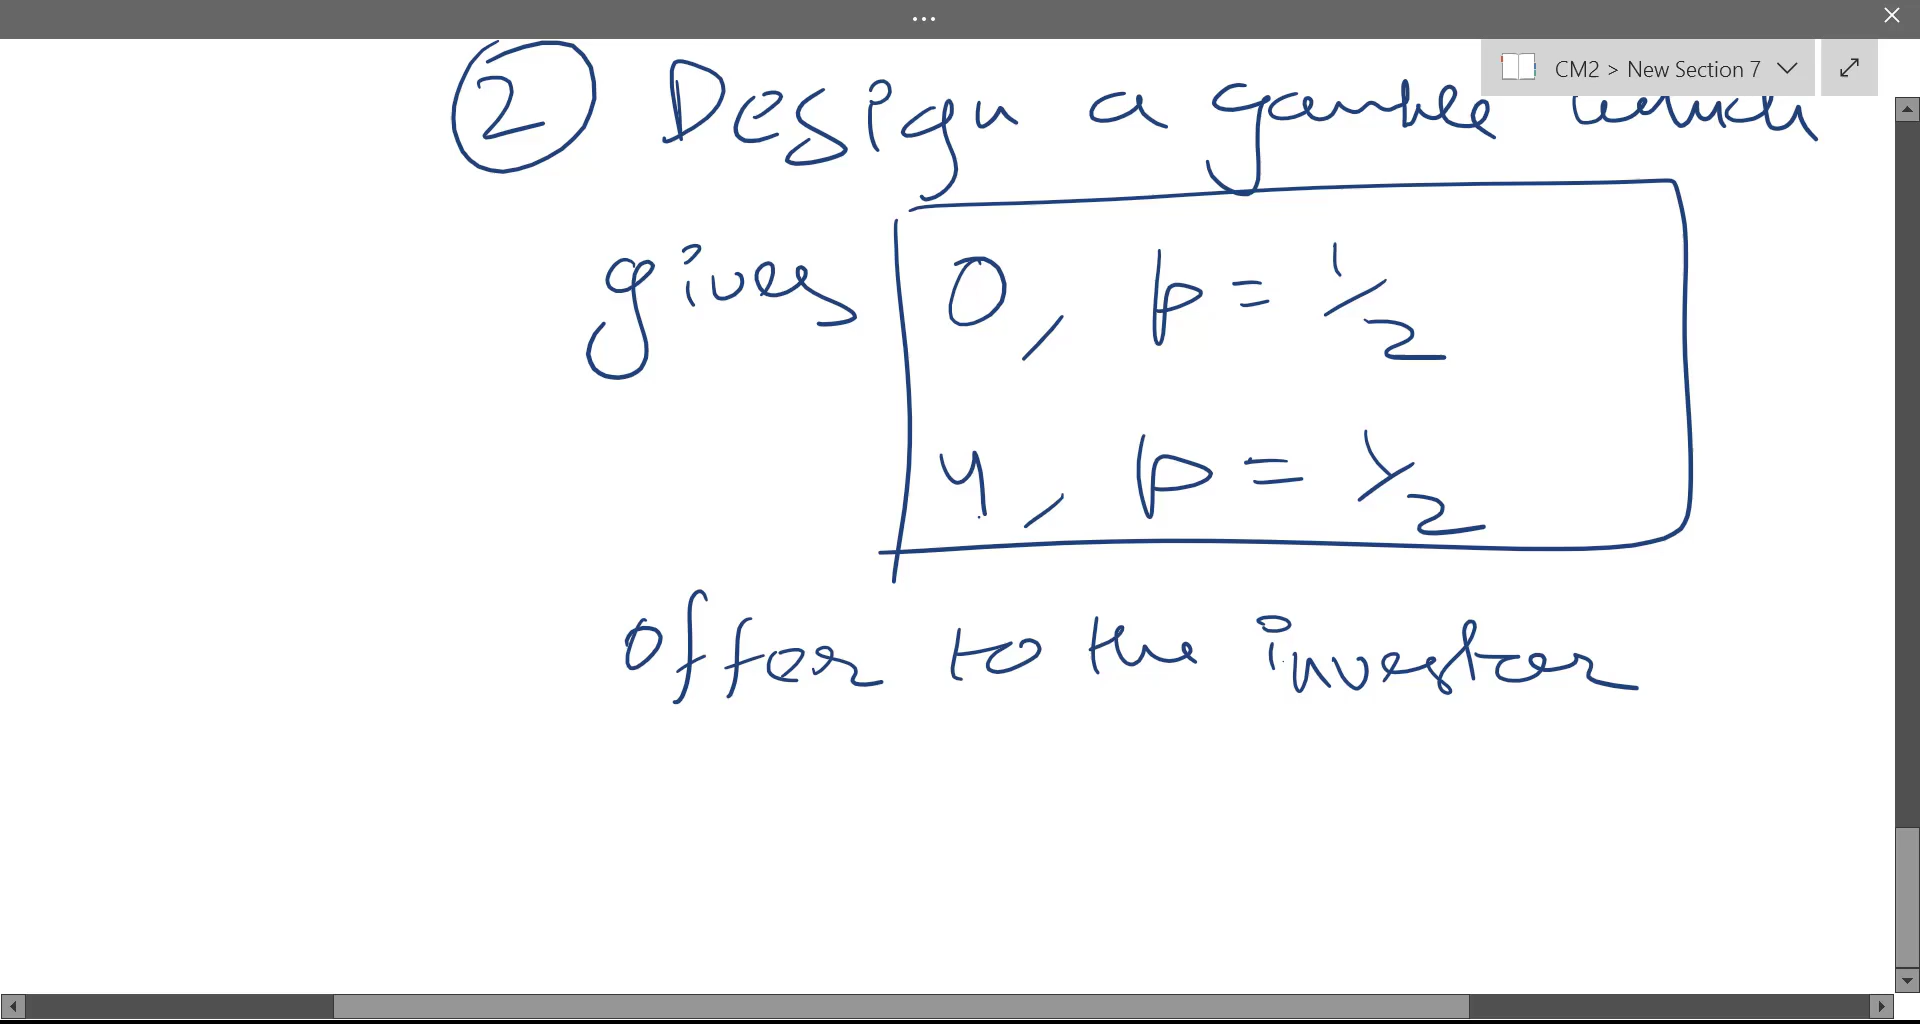 CM2 > New Section 7
② Design a gamble which
gives 0, p = 1/2
4, p = 1/2
offer to the investor